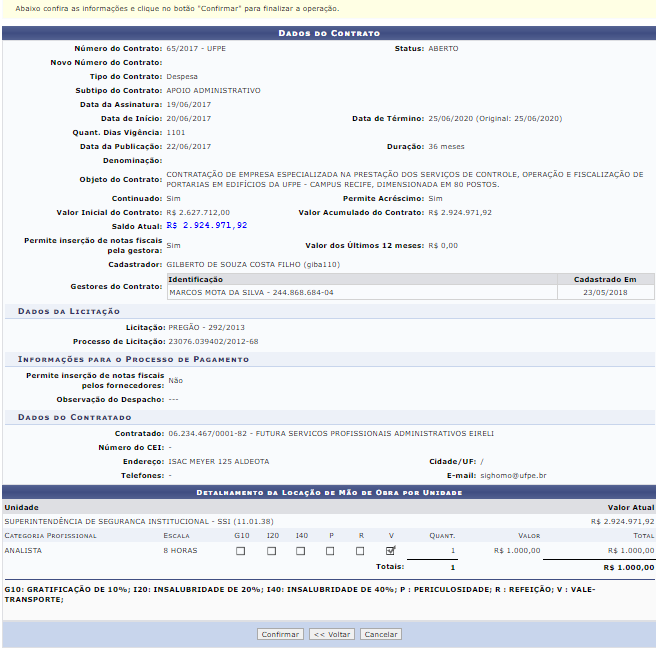 Abaixo confira as informações e clique no botão "Confirmar" para finalizar a operação.
Dados do Contrato
Número do Contrato: 65/2017 - UFPE Status: ABERTO
Novo Número do Contrato:
Tipo do Contrato: Despesa
Subtipo do Contrato: APOIO ADMINISTRATIVO
Data da Assinatura: 19/06/2017
Data de Início: 20/06/2017 Data de Término: 25/06/2020 (Original: 25/06/2020)
Quant. Dias Vigência: 1101
Data da Publicação: 22/06/2017 Duração: 36 meses
Denominação:
Objeto do Contrato: CONTRATAÇÃO DE EMPRESA ESPECIALIZADA NA PRESTAÇÃO DOS SERVIÇOS DE CONTROLE, OPERAÇÃO E FISCALIZAÇÃO DE
PORTARIAS EM EDIFÍCIOS DA UFPE - CAMPUS RECIFE, DIMENSIONADA EM 80 POSTOS.
Continuado: Sim Permite Acréscimo: Sim
Valor Inicial do Contrato: R$ 2.627.712,00 Valor Acumulado do Contrato: R$ 2.924.971,92
Saldo Atual: R$ 2.924.971,92
Permite inserção de notas fiscais
pela gestora: Sim Valor dos Últimos 12 meses: R$ 0,00
Cadastrador: GILBERTO DE SOUZA COSTA FILHO (giba110)
Gestores do Contrato: Identificação Cadastrado Em
MARCOS MOTA DA SILVA - 244.868.684-04 23/05/2018
Dados da Licitação
Licitação: PREGÃO - 292/2013
Processo de Licitação: 23076.039402/2012-68
Informações para o Processo de Pagamento
Permite inserção de notas fiscais
pelos fornecedores: Não
Observação do Despacho: ---
Dados do Contratado
Contratado: 06.234.467/0001-82 - FUTURA SERVICOS PROFISSIONAIS ADMINISTRATIVOS EIRELI
Número do CEI: -
Endereço: ISAC MEYER 125 ALDEOTA Cidade/UF: /
Telefones: - E-mail: sighomo@ufpe.br
Detalhamento da Locação de Mão de Obra por Unidade
Unidade Valor Atual
SUPERINTENDÊNCIA DE SEGURANCA INSTITUCIONAL - SSI (11.01.38) R$ 2.924.971,92
Categoria Profissional Escala G10 I20 I40 P R V Quant. Valor Total
ANALISTA 8 HORAS 1 R$ 1.000,00 R$ 1.000,00
Totais: 1 R$ 1.000,00
G10: GRATIFICAÇÃO DE 10%; I20: INSALUBRIDADE DE 20%; I40: INSALUBRIDADE DE 40%; P : PERICULOSIDADE; R : REFEIÇÃO; V : VALE-
TRANSPORTE;
Confirmar << Voltar Cancelar